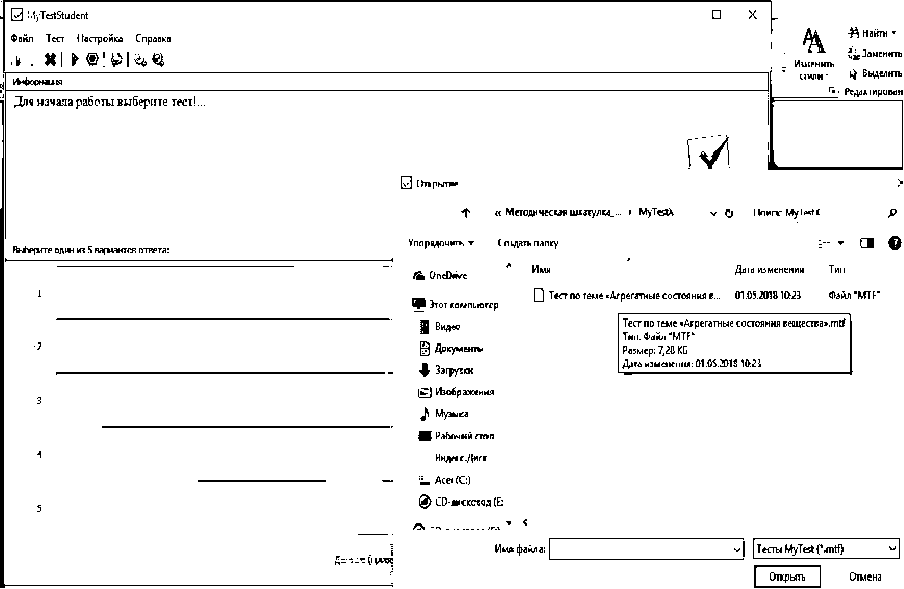 MyTestStudent
Файл Тест Настройка Справка
Информация
Для начала работы выберите тест!...
Найти
Заменить
Выделить
Изменить стили
Редактирован
Открытие
« Методическая шкатулка_... › MyTestX
Поиск: MyTestX
Упорядочить Создать папку
Выберите один из 5 вариантов ответа:
1
2
3
4
5
OneDrive
Этот компьютер
Видео
Документы
Загрузки
Изображения
Музыка
Рабочий стол
Яндекс.Диск
Acer (C:)
CD-дисковод (E:
Имя Дата изменения Тип
Тест по теме «Агрегатные состояния в... 01.05.2018 10:23 Файл "MTF"
Тест по теме «Агрегатные состояния вещества».mtf
Тип: Файл "MTF"
Размер: 7,28 КБ
Дата изменения: 01.05.2018 10:23
Имя файла: Тесты MyTest (*.mtf)
Открыть Отмена